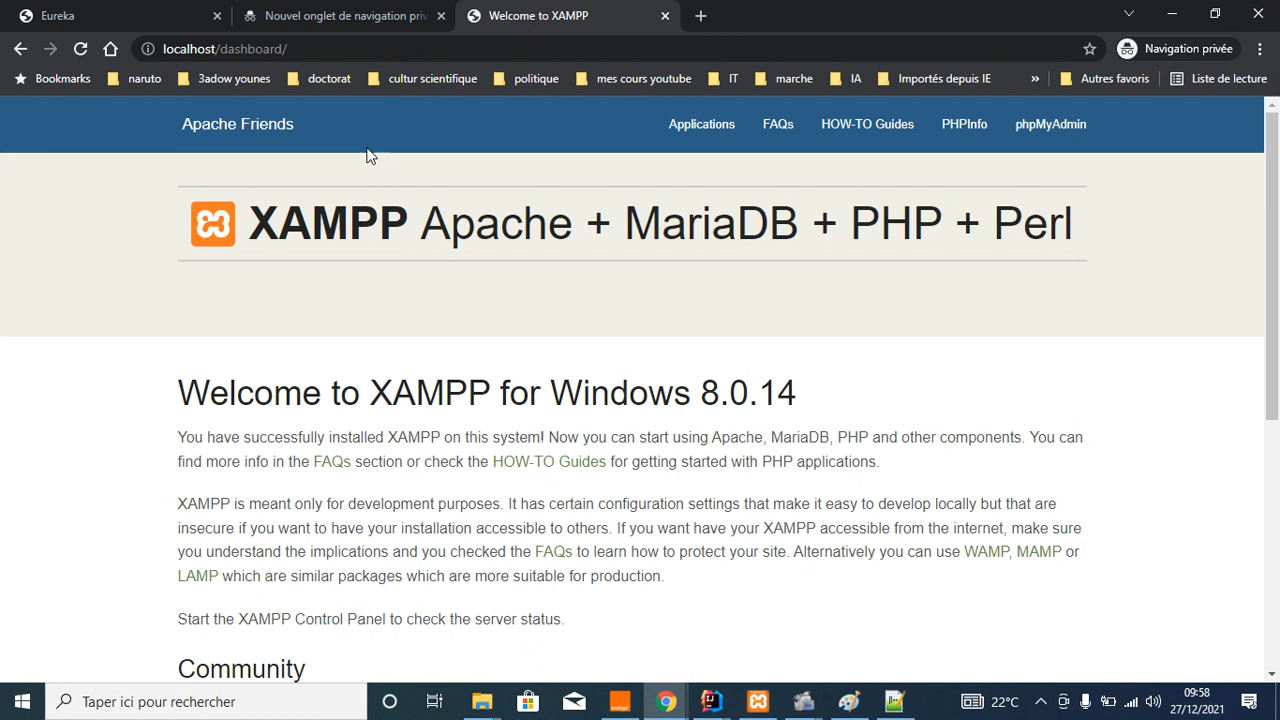 Eureka
Nouvel onglet de navigation priv
Welcome to XAMPP
localhost/dashboard/
Navigation privée
Bookmarks
naruto
3adow younes
doctorat
cultur scientifique
politique
mes cours youtube
IT
marche
IA
Importés depuis IE
»
Autres favoris
Liste de lecture
Apache Friends
Applications
FAQs
HOW-TO Guides
PHPInfo
phpMyAdmin
XAMPP Apache + MariaDB + PHP + Perl
Welcome to XAMPP for Windows 8.0.14
You have successfully installed XAMPP on this system! Now you can start using Apache, MariaDB, PHP and other components. You can
find more info in the FAQs section or check the HOW-TO Guides for getting started with PHP applications.
XAMPP is meant only for development purposes. It has certain configuration settings that make it easy to develop locally but that are
insecure if you want to have your installation accessible to others. If you want have your XAMPP accessible from the internet, make sure
you understand the implications and you checked the FAQs to learn how to protect your site. Alternatively you can use WAMP, MAMP or
LAMP which are similar packages which are more suitable for production.
Start the XAMPP Control Panel to check the server status.
Community
Taper ici pour rechercher
22°C
09:58
27/12/2021